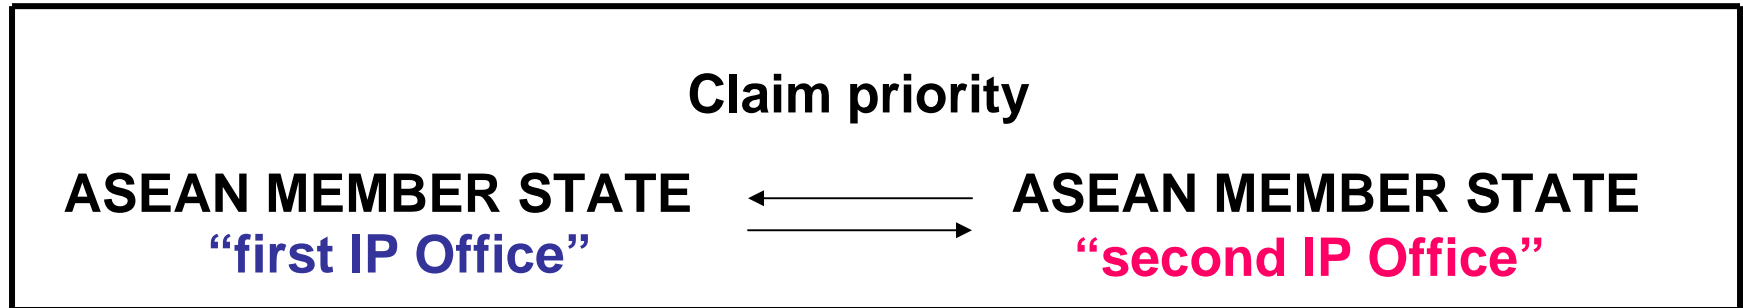 Claim priority
ASEAN MEMBER STATE ASEAN MEMBER STATE
“first IP Office” “second IP Office”